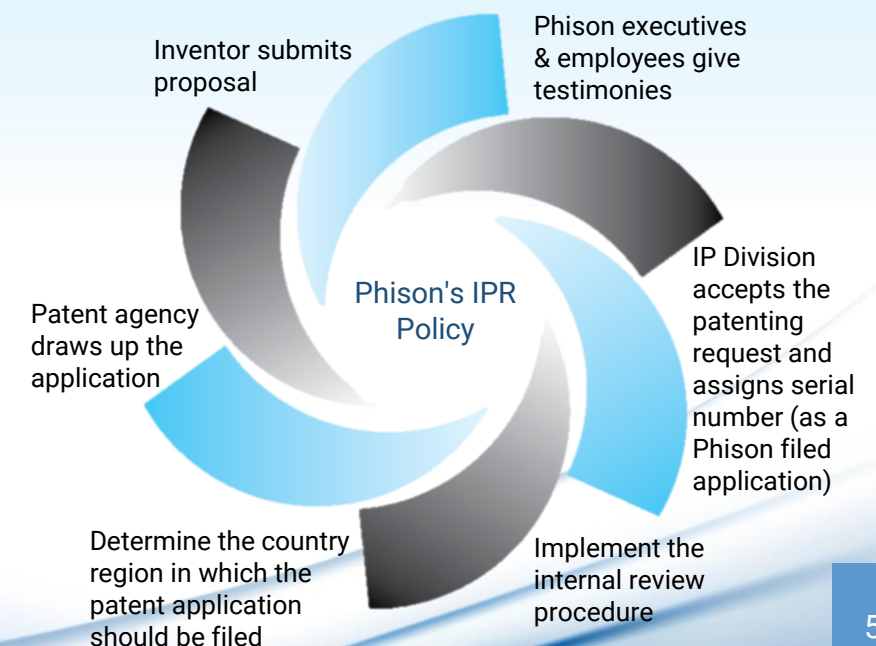 Inventor submits
proposal
Phison executives
& employees give
testimonies
IP Division
accepts the
patenting
request and
assigns serial
number (as a
Phison filed
application)
Implement the
internal review
procedure
Determine the country
region in which the
patent application
should be filed
Patent agency
draws up the
application
Phison's IPR
Policy
5